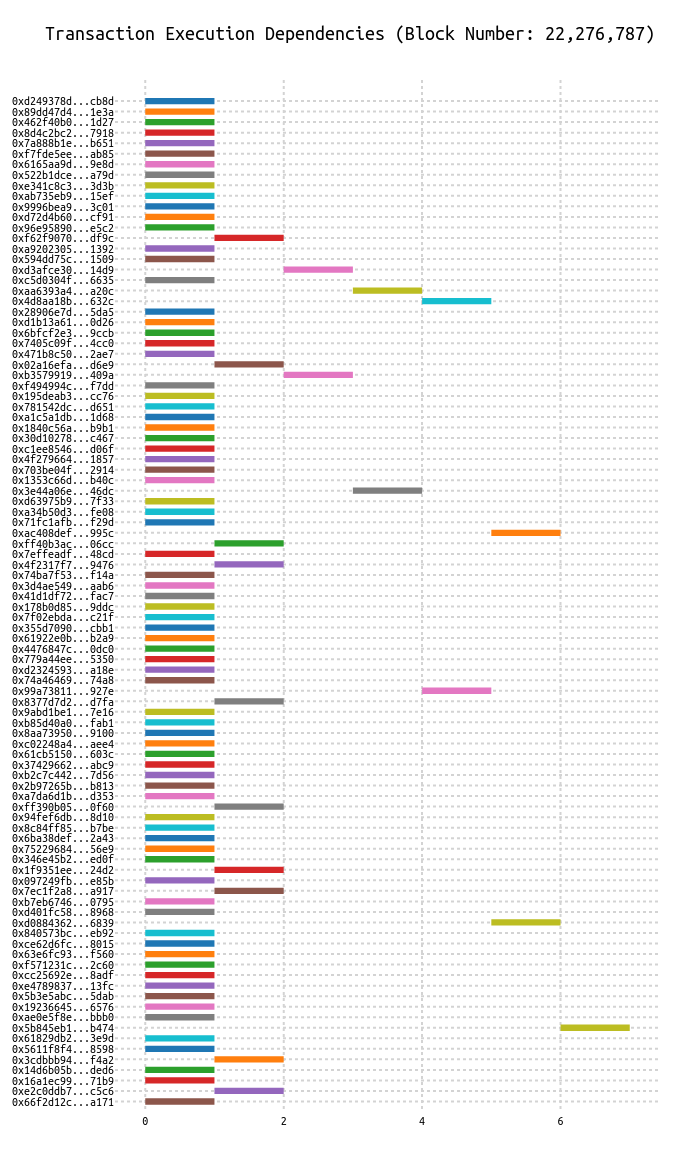 Transaction Execution Dependencies (Block Number: 22,276,787)
0xd249378d...cb8d
0x89dd47d4...1e3a
0x462f40b0...1d27
0x8d4c2bc2...7918
0x7a888b1e...b651
0xf7fde5ee...ab85
0x6165aa9d...9e8d
0x522b1dce...a79d
0xe341c8c3...3d3b
0xab735eb9...15ef
0x9996bea9...3c01
0xd72d4b60...cf91
0x96e95890...e5c2
0xf62f9070...df9c
0xa9202305...1392
0x594dd75c...1509
0xd3afce30...14d9
0xc5d0304f...6635
0xaa6393a4...a20c
0x4d8aa18b...632c
0x28906e7d...5da5
0xd1b13a61...0d26
0x6bfcf2e3...9ccb
0x7405c09f...4cc0
0x471b8c50...2ae7
0x02a16efa...d6e9
0xb3579919...409a
0xf494994c...f7dd
0x195deab3...cc76
0x781542dc...d651
0xa1c5a1db...1d68
0x1840c56a...b9b1
0x30d10278...c467
0xc1ee8546...d06f
0x4f279664...1857
0x703be04f...2914
0x1353c66d...b40c
0x3e44a06e...46dc
0xd63975b9...7f33
0xa34b50d3...fe08
0x71fc1afb...f29d
0xac408def...995c
0xff40b3ac...06cc
0x7effeadf...48cd
0x4f2317f7...9476
0x74ba7f53...f14a
0x3d4ae549...aab6
0x41d1df72...fac7
0x178b0d85...9ddc
0x7f02ebda...c21f
0x355d7090...cbb1
0x61922e0b...b2a9
0x4476847c...0dc0
0x779a44ee...5350
0xd2324593...a18e
0x74a46469...74a8
0x99a73811...927e
0x8377d7d2...d7fa
0x9abd1be1...7e16
0xb85d40a0...fab1
0x8aa73950...9100
0xc02248a4...aee4
0x61cb5150...603c
0x37429662...abc9
0xb2c7c442...7d56
0x2b97265b...b813
0xa7da6d1b...d353
0xff390b05...0f60
0x94fef6db...8d10
0x8c84ff85...b7be
0x6ba38def...2a43
0x75229684...56e9
0x346e45b2...ed0f
0x1f9351ee...24d2
0x097249fb...e85b
0x7ec1f2a8...a917
0xb7eb6746...0795
0xd401fc58...8968
0xd0884362...6839
0x840573bc...eb92
0xce62d6fc...8015
0x63e6fc93...f560
0xf571231c...2c60
0xcc25692e...8adf
0xe4789837...13fc
0x5b3e5abc...5dab
0x19236645...6576
0xae0e5f8e...bbb0
0x5b845eb1...b474
0x61829db2...3e9d
0x5611f8f4...8598
0x3cdbbb94...f4a2
0x14d6b05b...ded6
0x16a1ec99...71b9
0xe2c0ddb7...c5c6
0x66f2d12c...a171
0 2 4 6